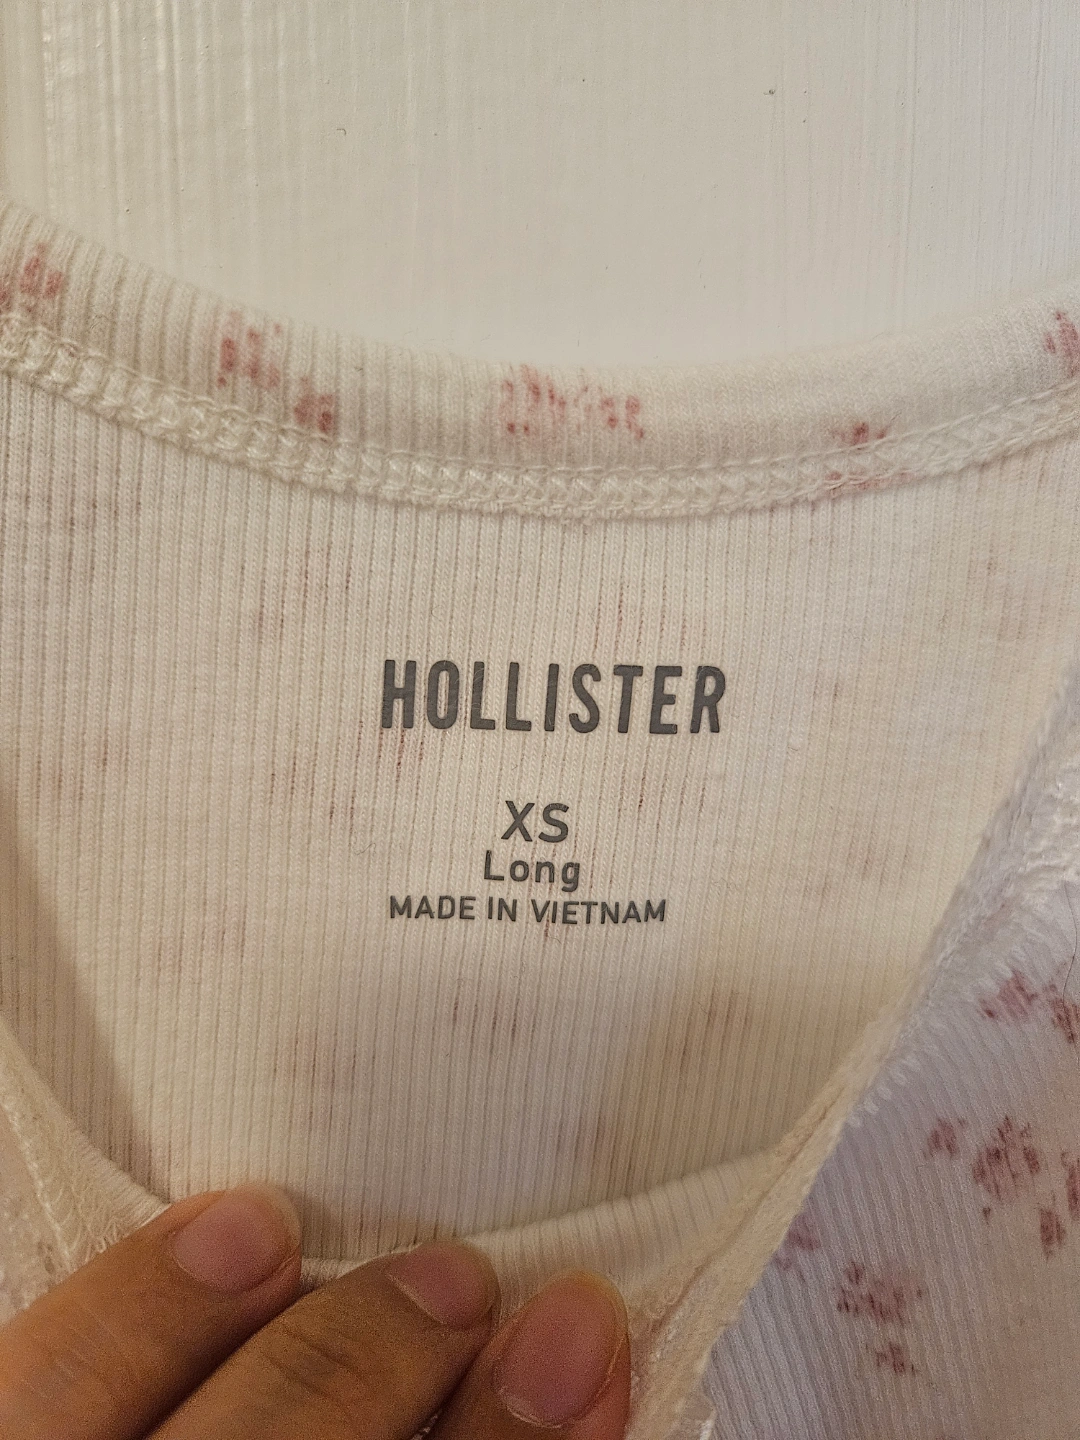 HOLLISTER
XS
Long
MADE IN VIETNAM